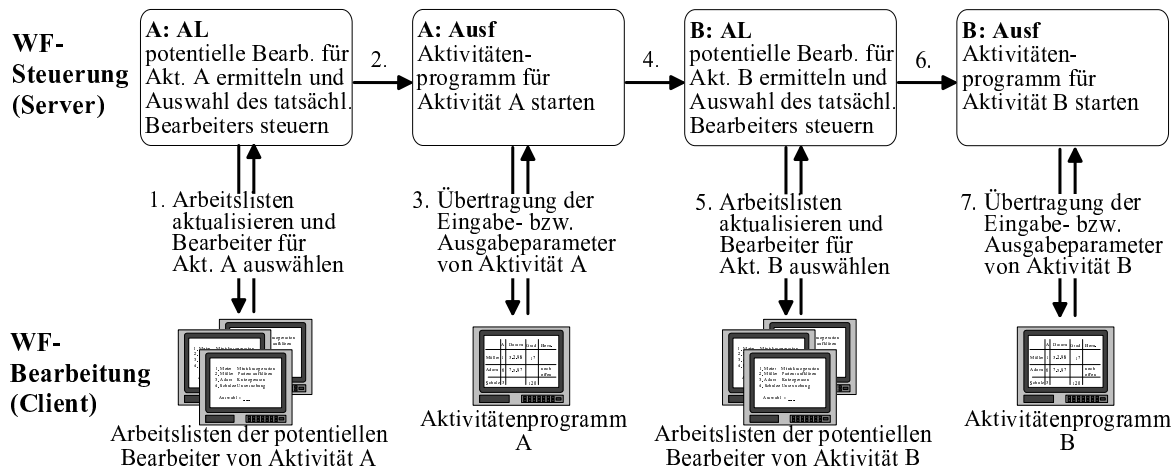 WF-
Steuerung
(Server)
A: AL
potentielle Bearb. für
Akt. A ermitteln und
Auswahl des tatsächl.
Bearbeiters steuern
2.
A: Ausf
Aktivitäten-
programm für
Aktivität A starten
4.
B: AL
potentielle Bearb. für
Akt. B ermitteln und
Auswahl des tatsächl.
Bearbeiters steuern
6.
B: Ausf
Aktivitäten-
programm für
Aktivität B starten
1. Arbeitslisten
aktualisieren und
Bearbeiter für
Akt. A auswählen
3. Übertragung der
Eingabe- bzw.
Ausgabeparameter
von Aktivität A
5. Arbeitslisten
aktualisieren und
Bearbeiter für
Akt. B auswählen
7. Übertragung der
Eingabe- bzw.
Ausgabeparameter
von Aktivität B
WF-
Bearbeitung
(Client)
Arbeitslisten der potentiellen
Bearbeiter von Aktivität A
Aktivitätenprogramm
A
Arbeitslisten der potentiellen
Bearbeiter von Aktivität B
Aktivitätenprogramm
B